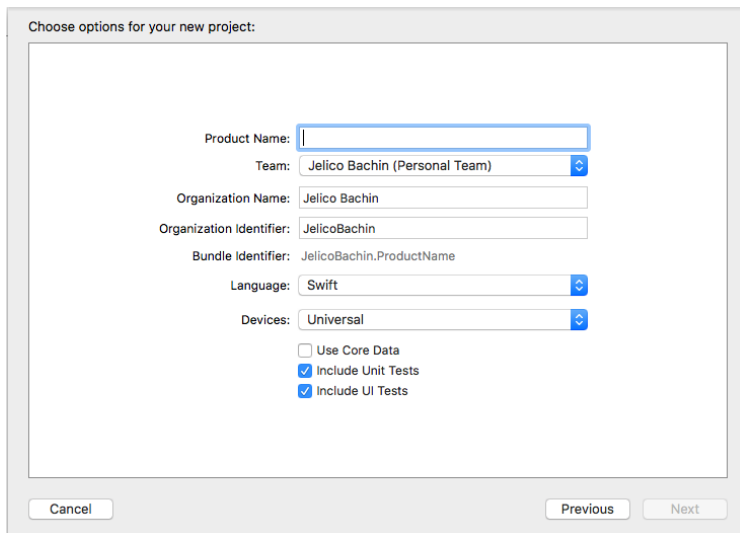 Choose options for your new project:
Product Name:
Team: Jelico Bachin (Personal Team)
Organization Name: Jelico Bachin
Organization Identifier: JelicoBachin
Bundle Identifier: JelicoBachin.ProductName
Language: Swift
Devices: Universal
Use Core Data
Include Unit Tests
Include UI Tests
Cancel Previous Next